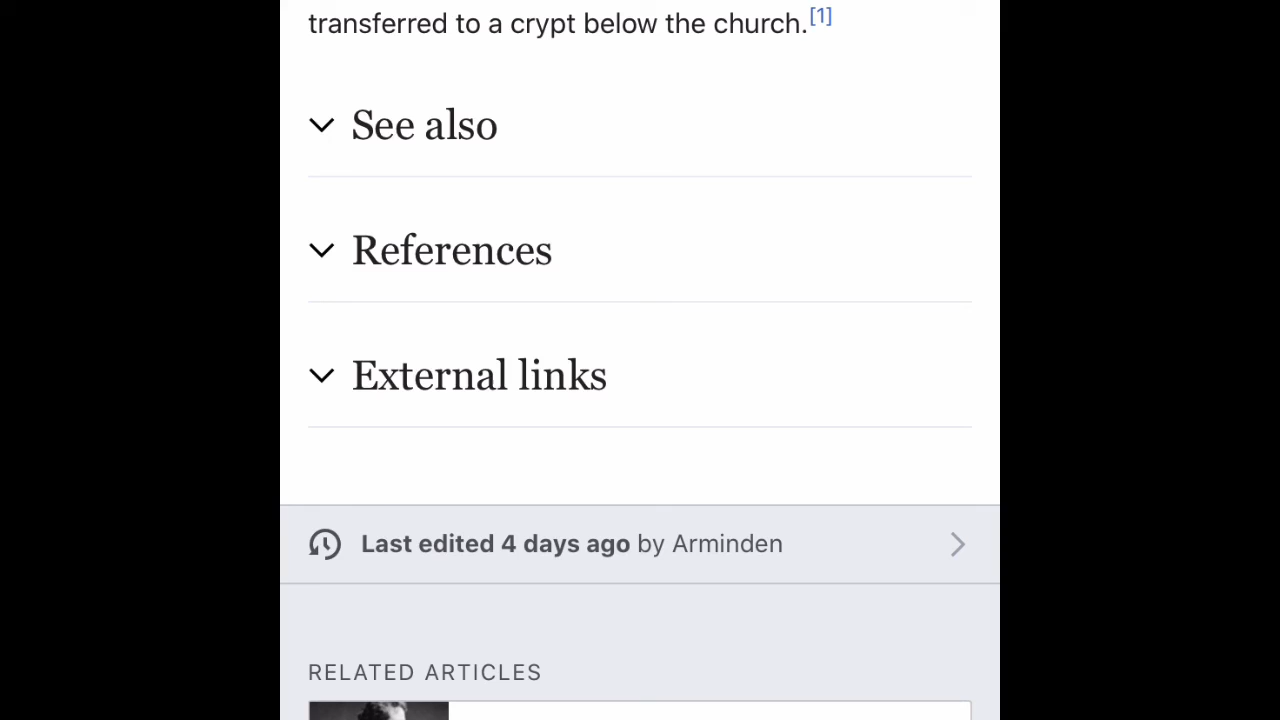 transferred to a crypt below the church.[1]
See also
References
External links
Last edited 4 days ago by Arminden
RELATED ARTICLES